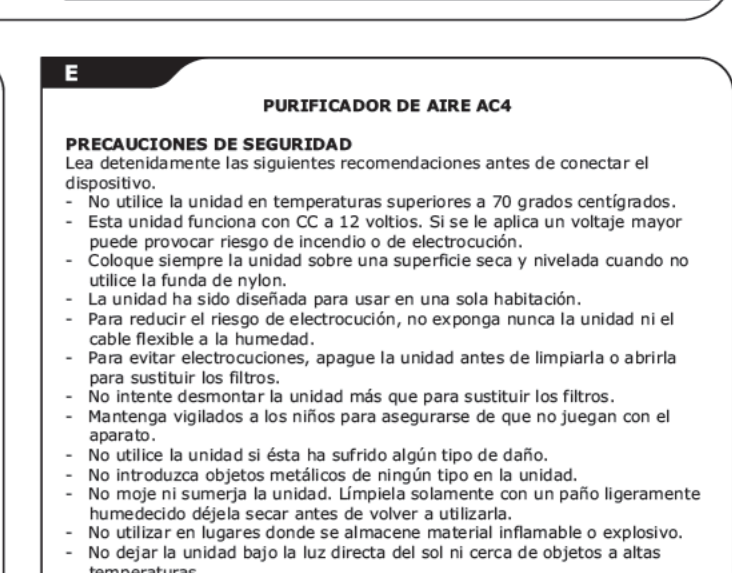 E
PURIFICADOR DE AIRE AC4
PRECAUCIONES DE SEGURIDAD
Lea detenidamente las siguientes recomendaciones antes de conectar el
dispositivo.
- No utilice la unidad en temperaturas superiores a 70 grados centígrados.
- Esta unidad funciona con CC a 12 voltios. Si se le aplica un voltaje mayor
puede provocar riesgo de incendio o de electrocución.
- Coloque siempre la unidad sobre una superficie seca y nivelada cuando no
utilice la funda de nylon.
- La unidad ha sido diseñada para usar en una sola habitación.
- Para reducir el riesgo de electrocución, no exponga nunca la unidad ni el
cable flexible a la humedad.
- Para evitar electrocuciones, apague la unidad antes de limpiarla o abrirla
para sustituir los filtros.
- No intente desmontar la unidad más que para sustituir los filtros.
- Mantenga vigilados a los niños para asegurarse de que no juegan con el
aparato.
- No utilice la unidad si ésta ha sufrido algún tipo de daño.
- No introduzca objetos metálicos de ningún tipo en la unidad.
- No moje ni sumerja la unidad. Límpiela solamente con un paño ligeramente
humedecido déjela secar antes de volver a utilizarla.
- No utilizar en lugares donde se almacene material inflamable o explosivo.
- No dejar la unidad bajo la luz directa del sol ni cerca de objetos a altas
temperaturas.